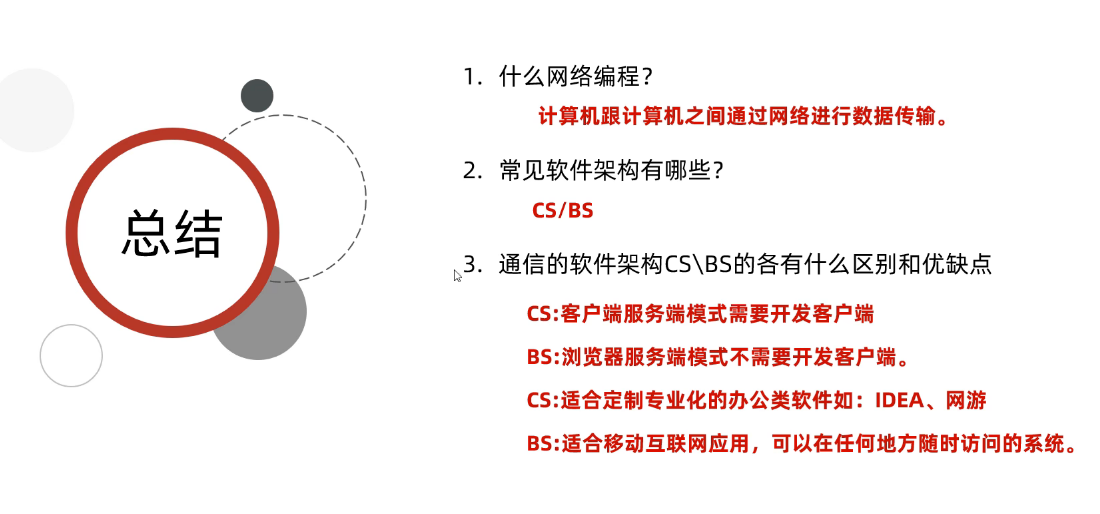 总结
1. 什么网络编程?
计算机跟计算机之间通过网络进行数据传输。
2. 常见软件架构有哪些?
CS/BS
3. 通信的软件架构CS\BS的各有什么区别和优缺点
CS:客户端服务端模式需要开发客户端
BS:浏览器服务端模式不需要开发客户端。
CS:适合定制专业化的办公类软件如：IDEA、网游
BS:适合移动互联网应用，可以在任何地方随时访问的系统。